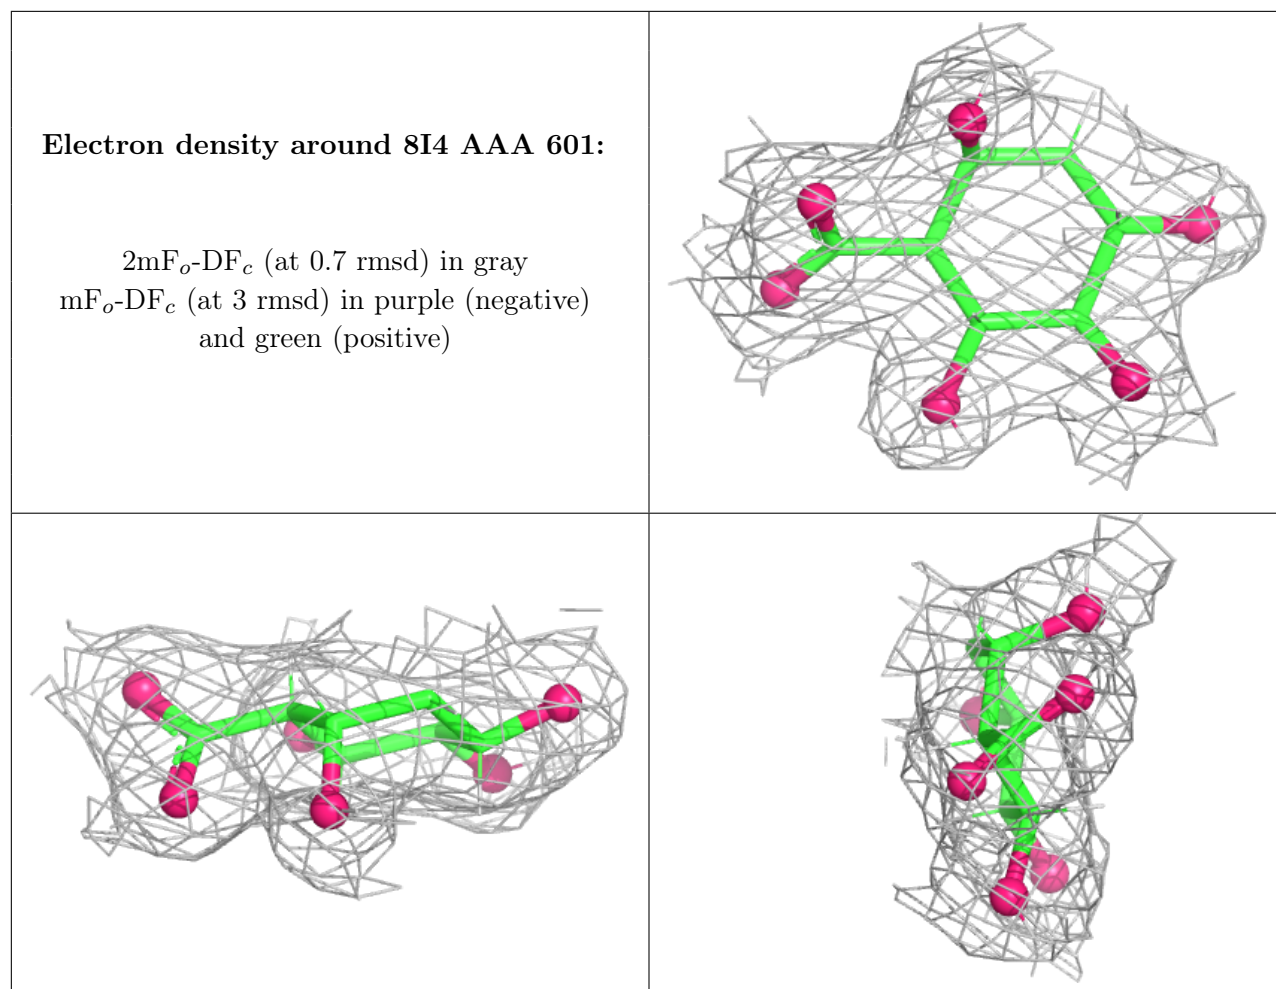 Electron density around 8I4 AAA 601:
2mFo-DFc (at 0.7 rmsd) in gray
mFo-DFc (at 3 rmsd) in purple (negative)
and green (positive)